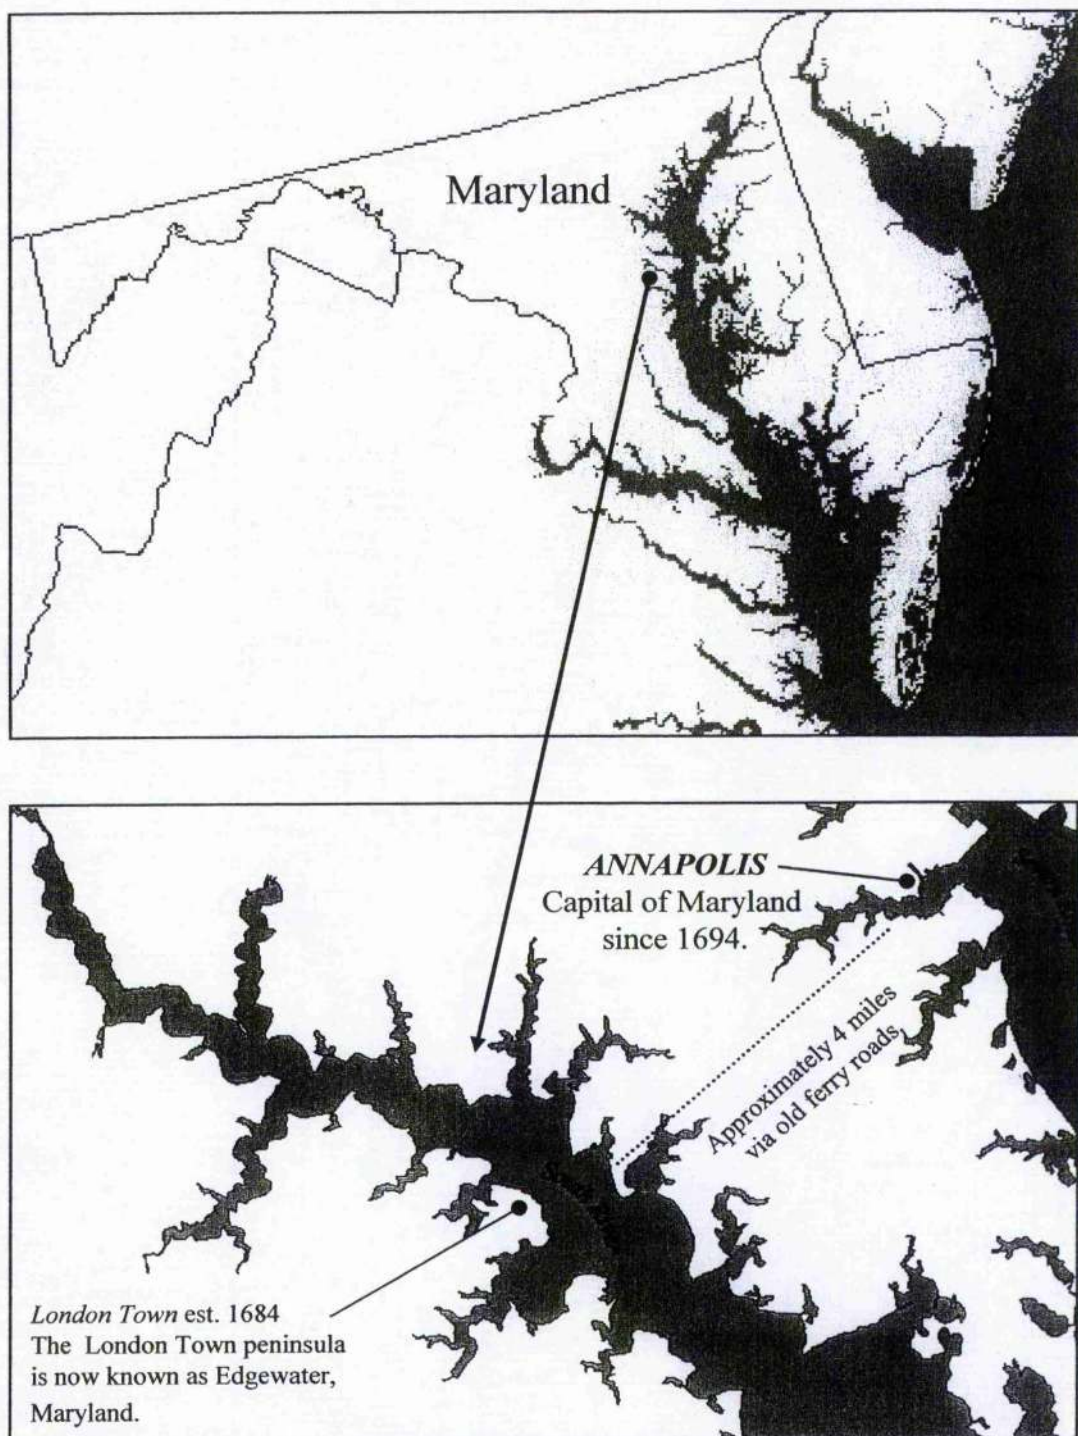 Maryland
ANNAPOLIS
Capital of Maryland
since 1694.
Approximately 4 miles
via old ferry roads
London Town est. 1684
The London Town peninsula
is now known as Edgewater,
Maryland.